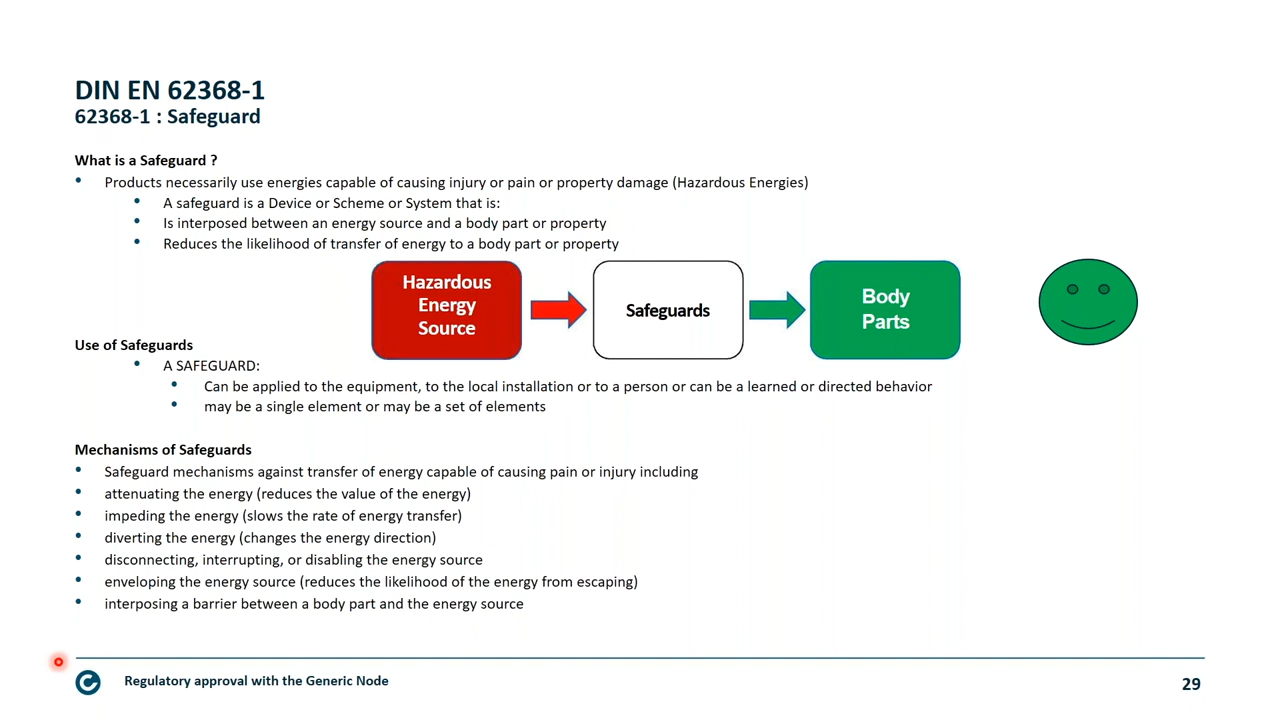 DIN EN 62368-1
62368-1 : Safeguard
What is a Safeguard ?
• Products necessarily use energies capable of causing injury or pain or property damage (Hazardous Energies)
• A safeguard is a Device or Scheme or System that is:
• Is interposed between an energy source and a body part or property
• Reduces the likelihood of transfer of energy to a body part or property
Hazardous
Energy
Source
Safeguards
Body
Parts
Use of Safeguards
• A SAFEGUARD:
• Can be applied to the equipment, to the local installation or to a person or can be a learned or directed behavior
• may be a single element or may be a set of elements
Mechanisms of Safeguards
• Safeguard mechanisms against transfer of energy capable of causing pain or injury including
• attenuating the energy (reduces the value of the energy)
• impeding the energy (slows the rate of energy transfer)
• diverting the energy (changes the energy direction)
• disconnecting, interrupting, or disabling the energy source
• enveloping the energy source (reduces the likelihood of the energy from escaping)
• interposing a barrier between a body part and the energy source
Regulatory approval with the Generic Node
29